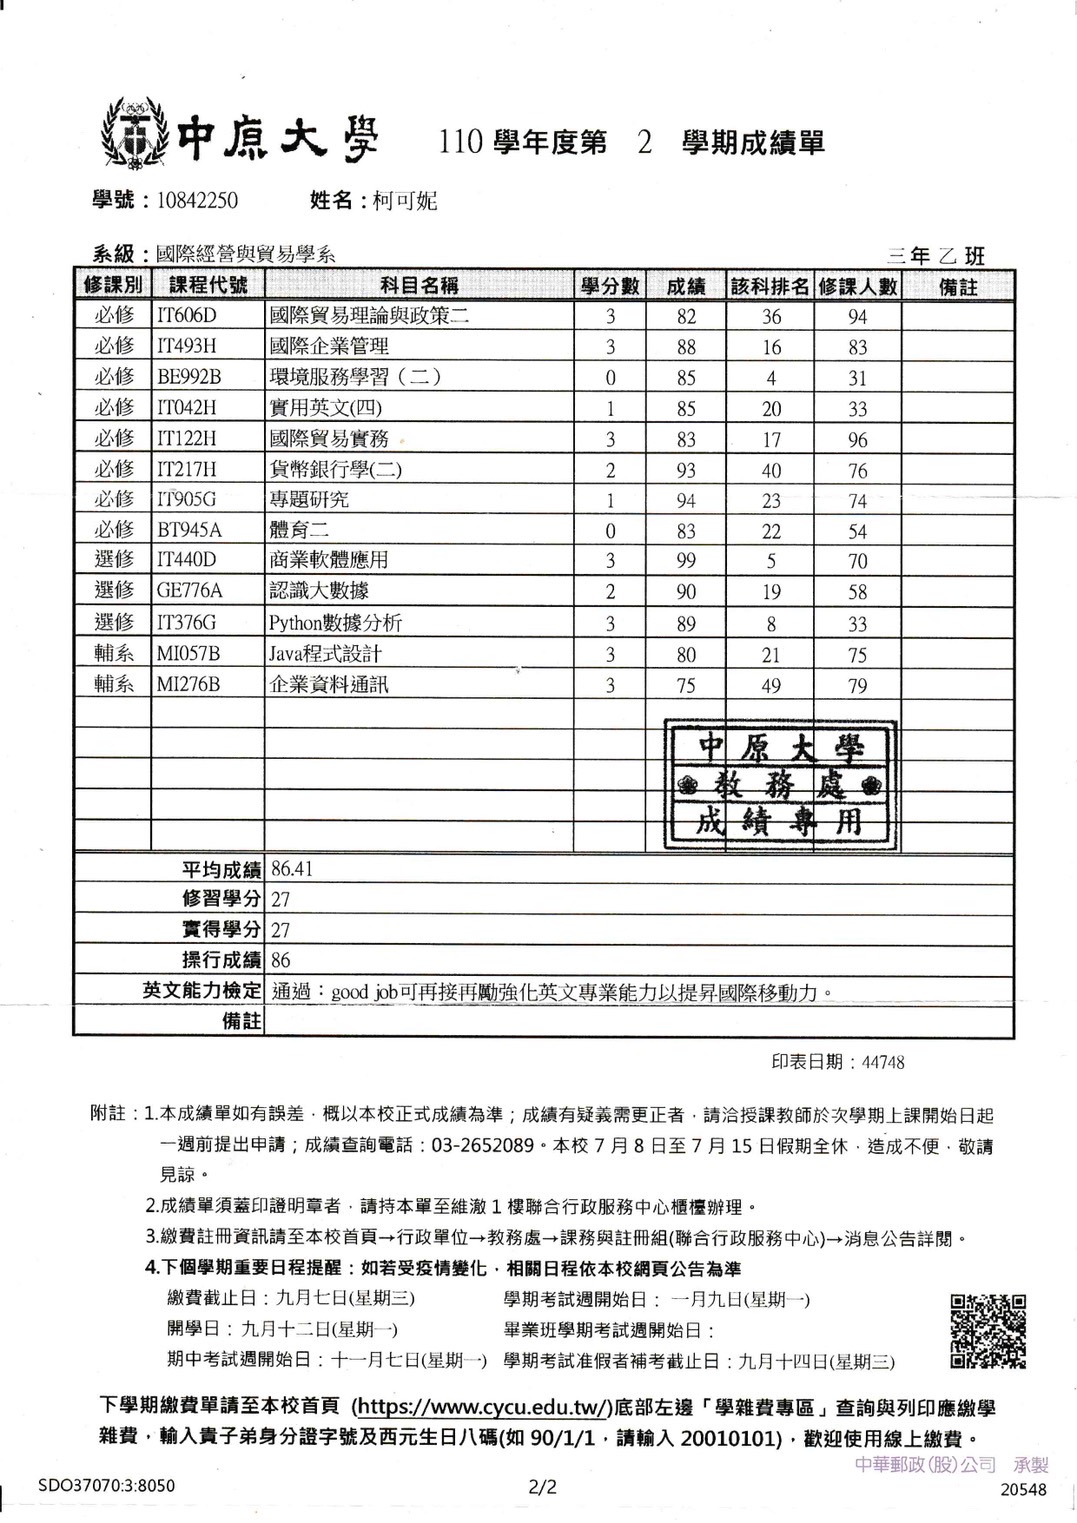 中原大學 110 學年度第 2 學期成績單
學號：10842250 姓名：柯可妮
系級：國際經營與貿易學系 三年乙班
修課別 課程代號 科目名稱 學分數 成績 該科排名 修課人數 備註
必修 IT606D 國際貿易理論與政策二 3 82 36 94
必修 IT493H 國際企業管理 3 88 16 83
必修 BE992B 環境服務學習（二） 0 85 4 31
必修 IT042H 實用英文(四) 1 85 20 33
必修 IT122H 國際貿易實務 3 83 17 96
必修 IT217H 貨幣銀行學(二) 2 93 40 76
必修 IT905G 專題研究 1 94 23 74
必修 BT945A 體育二 0 83 22 54
選修 IT440D 商業軟體應用 3 99 5 70
選修 GE776A 認識大數據 2 90 19 58
選修 IT376G Python數據分析 3 89 8 33
輔系 MI057B Java程式設計 3 80 21 75
輔系 MI276B 企業資料通訊 3 75 49 79
中原大學
教務處
成績專用
平均成績 86.41
修習學分 27
實得學分 27
操行成績 86
英文能力檢定 通過：good job可再接再勵強化英文專業能力以提昇國際移動力。
備註
印表日期：44748
附註：1.本成績單如有誤差，概以本校正式成績為準；成績有疑義需更正者，請洽授課教師於次學期上課開始日起
一週前提出申請；成績查詢電話：03-2652089。本校 7 月 8 日至 7 月 15 日假期全休，造成不便，敬請
見諒。
2.成績單須蓋印證明章者，請持本單至維澈 1 樓聯合行政服務中心櫃檯辦理。
3.繳費註冊資訊請至本校首頁→行政單位→教務處→課務與註冊組(聯合行政服務中心)→消息公告詳閱。
4.下個學期重要日程提醒：如若受疫情變化，相關日程依本校網頁公告為準
繳費截止日：九月七日(星期三) 學期考試週開始日： 一月九日(星期一)
開學日：九月十二日(星期一) 畢業班學期考試週開始日：
期中考試週開始日：十一月七日(星期一) 學期考試准假者補考截止日：九月十四日(星期三)
下學期繳費單請至本校首頁 (https://www.cycu.edu.tw/)底部左邊「學雜費專區」查詢與列印應繳學
雜費，輸入貴子弟身分證字號及西元生日八碼(如 90/1/1，請輸入 20010101)，歡迎使用線上繳費。
中華郵政(股)公司 承製
SDO37070:3:8050 2/2 20548